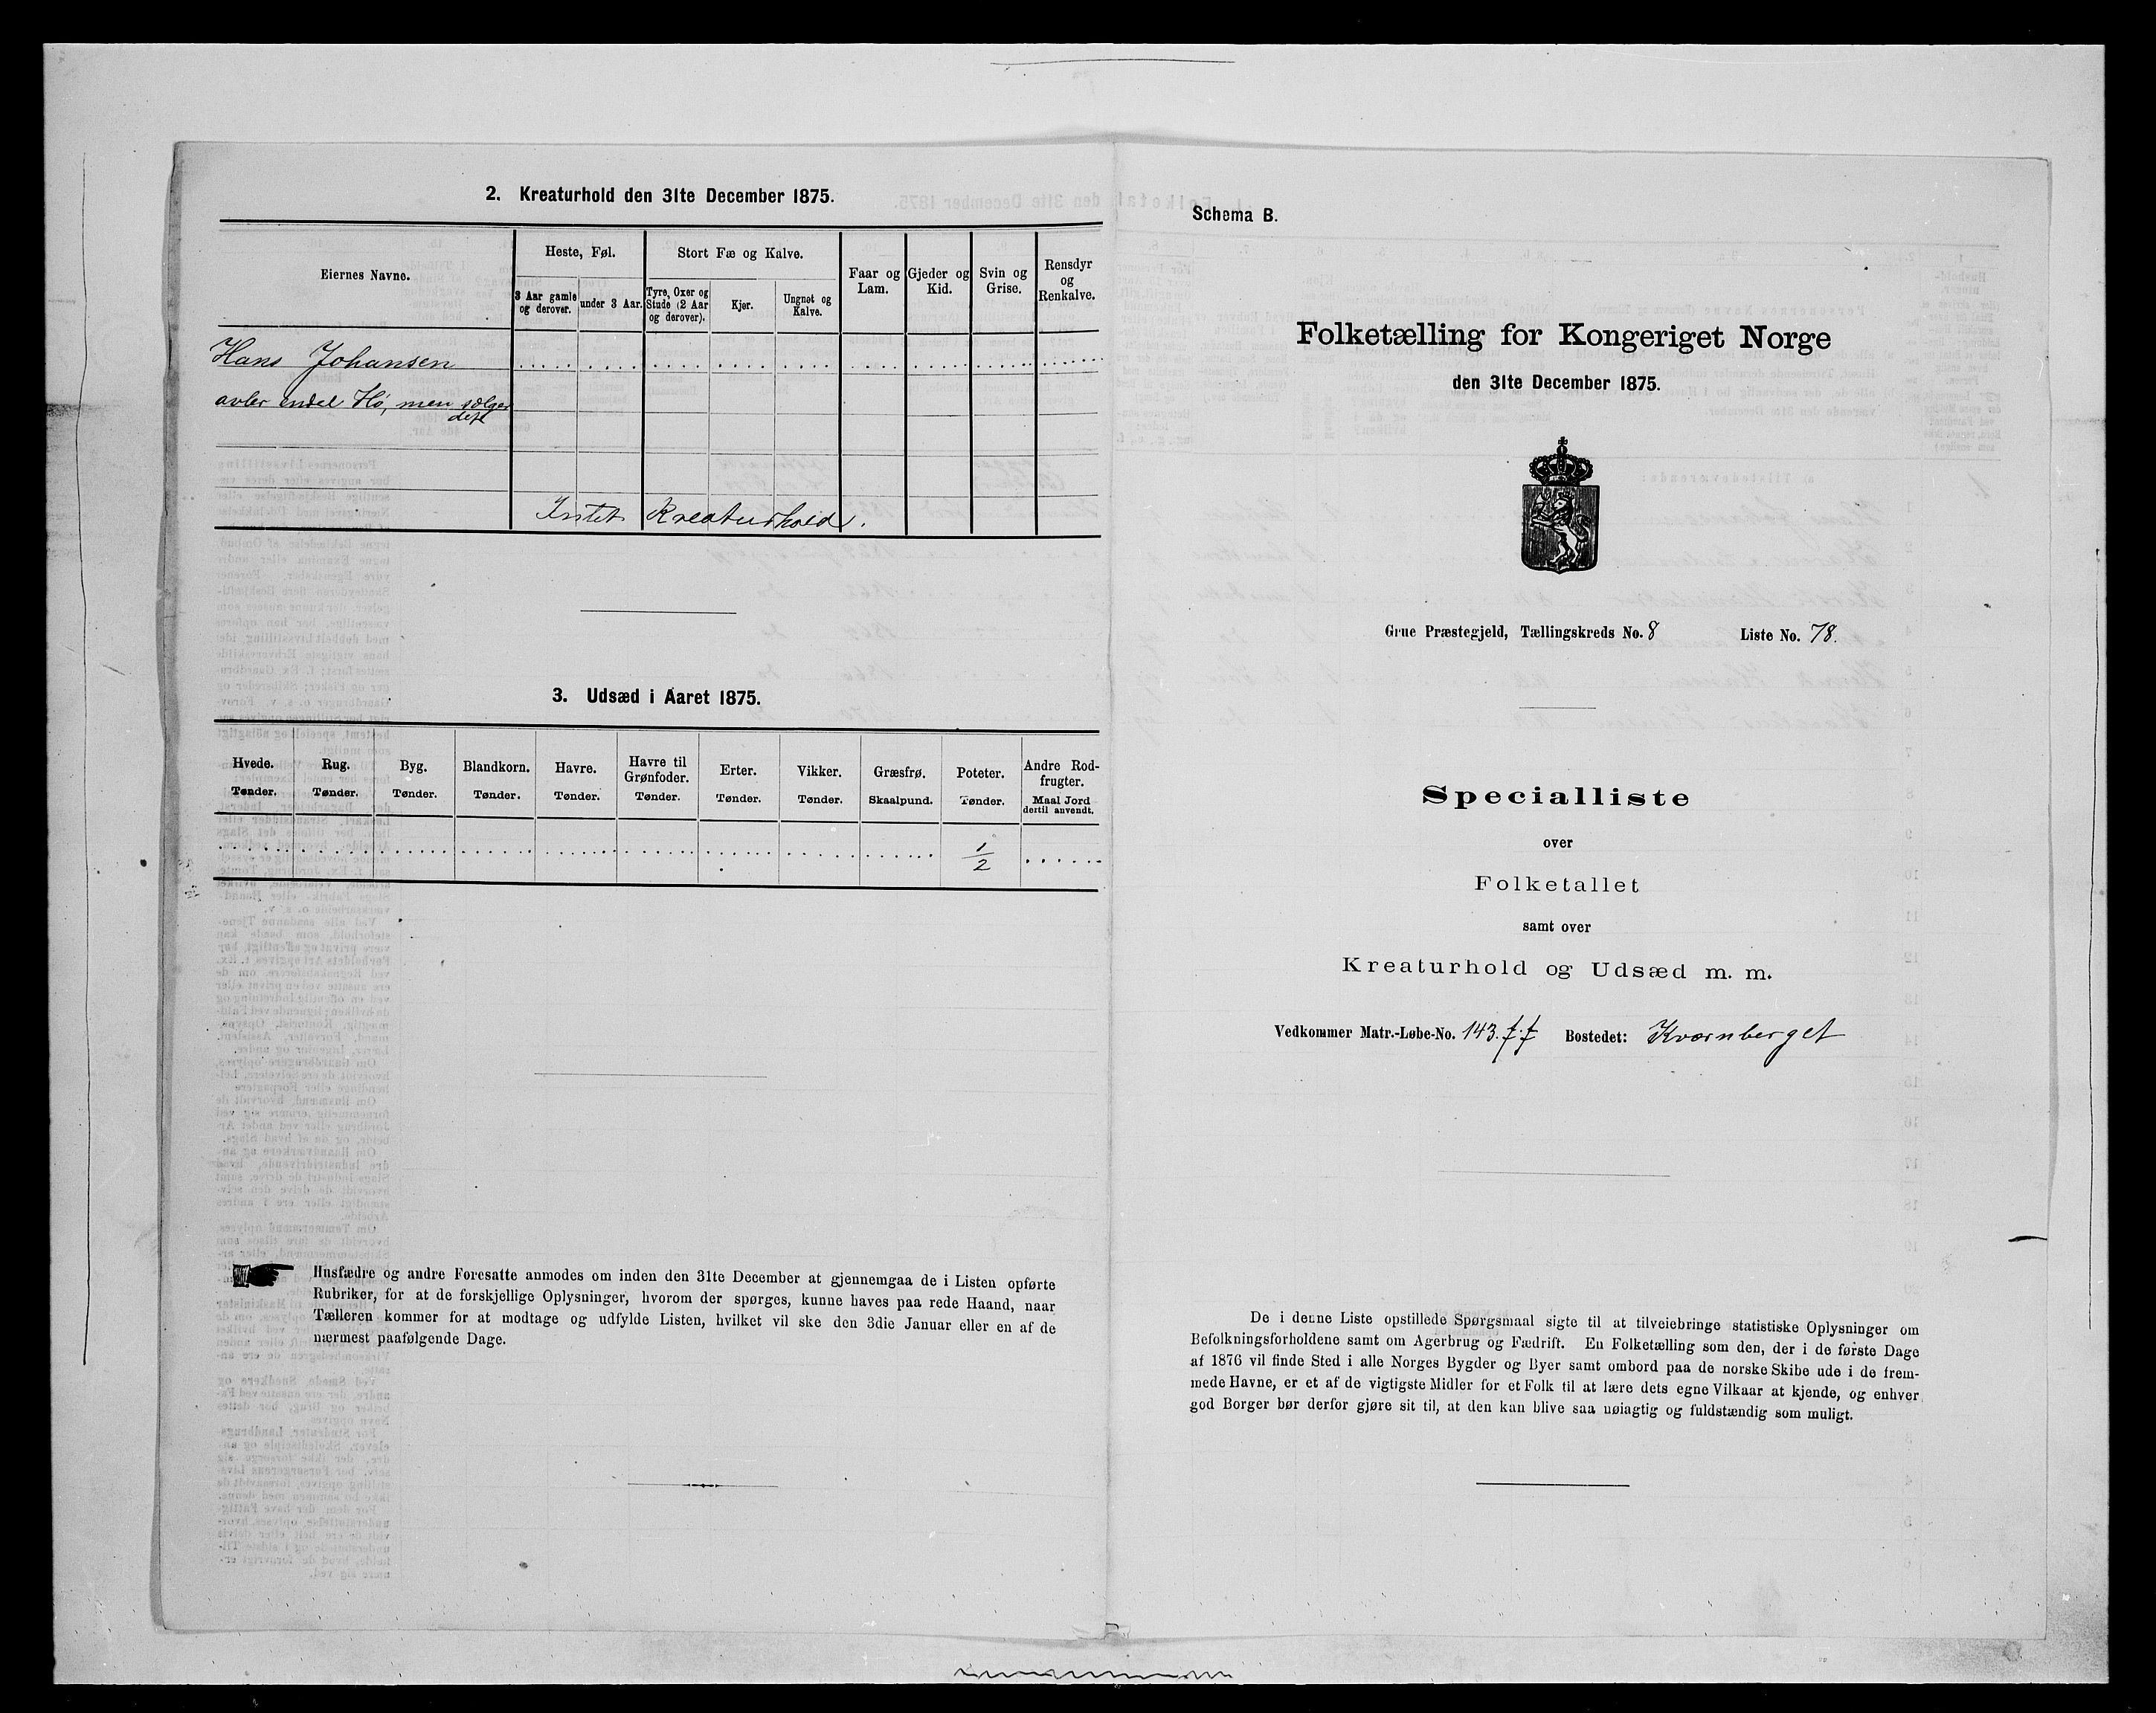 2. Kreaturhold den 31te December 1875.
Eiernes Navne.
Heste, Føl.
Stort Fæ og Kalve.
Faar og Lam.
Gjeder og Kid.
Svin og Grise.
Rensdyr og Renkalve.
3 Aar gamle og derover.
under 3 Aar.
Tyre, Oxer og Stude (2 Aar og derover).
Kjør.
Ungnøt og Kalve.
Hans Johansen
avler endel Hö, men sælger
det
Intet Kreaturhold.
3. Udsæd i Aaret 1875.
Hvede. Rug. Byg. Blandkorn. Havre. Havre til Grønfoder. Erter. Vikker. Græsfrø. Poteter. Andre Rodfrugter.
Tønder. Tønder. Tønder. Tønder. Tønder. Tønder. Tønder. Tønder. Skaalpund. Tønder. Maal Jord dertil anvendt.
1/2
Husfædre og andre Foresatte anmodes om inden den 31te December at gjennemgaa de i Listen opførte
Rubriker, for at de forskjellige Oplysninger, hvorom der spørges, kunne haves paa rede Haand, naar
Tælleren kommer for at modtage og udfylde Listen, hvilket vil ske den 3die Januar eller en af de
nærmest paafølgende Dage.
Schema B.
Folketælling for Kongeriget Norge
den 31te December 1875.
Grue Præstegjeld, Tællingskreds No. 8 Liste No. 78.
Specialliste
over
Folketallet
samt over
Kreaturhold og Udsæd m. m.
Vedkommer Matr.-Løbe-No. 143. Bostedet: Kværnberget
De i denne Liste opstillede Spørgsmaal sigte til at tilveiebringe statistiske Oplysninger om
Befolkningsforholdene samt om Agerbrug og Fædrift. En Folketælling som den, der i de første Dage
af 1876 vil finde Sted i alle Norges Bygder og Byer samt ombord paa de norske Skibe ude i de frem-
mede Havne, er et af de vigtigste Midler for et Folk til at lære dets egne Vilkaar at kjende, og enhver
god Borger bør derfor gjøre sit til, at den kan blive saa nøiagtig og fuldstændig som muligt.